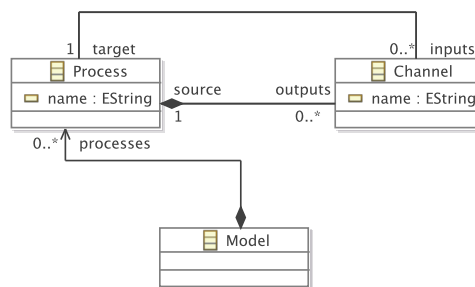 1 target
0..* inputs
Process
Channel
name : EString
source
outputs
name : EString
1
0..*
0..* processes
Model